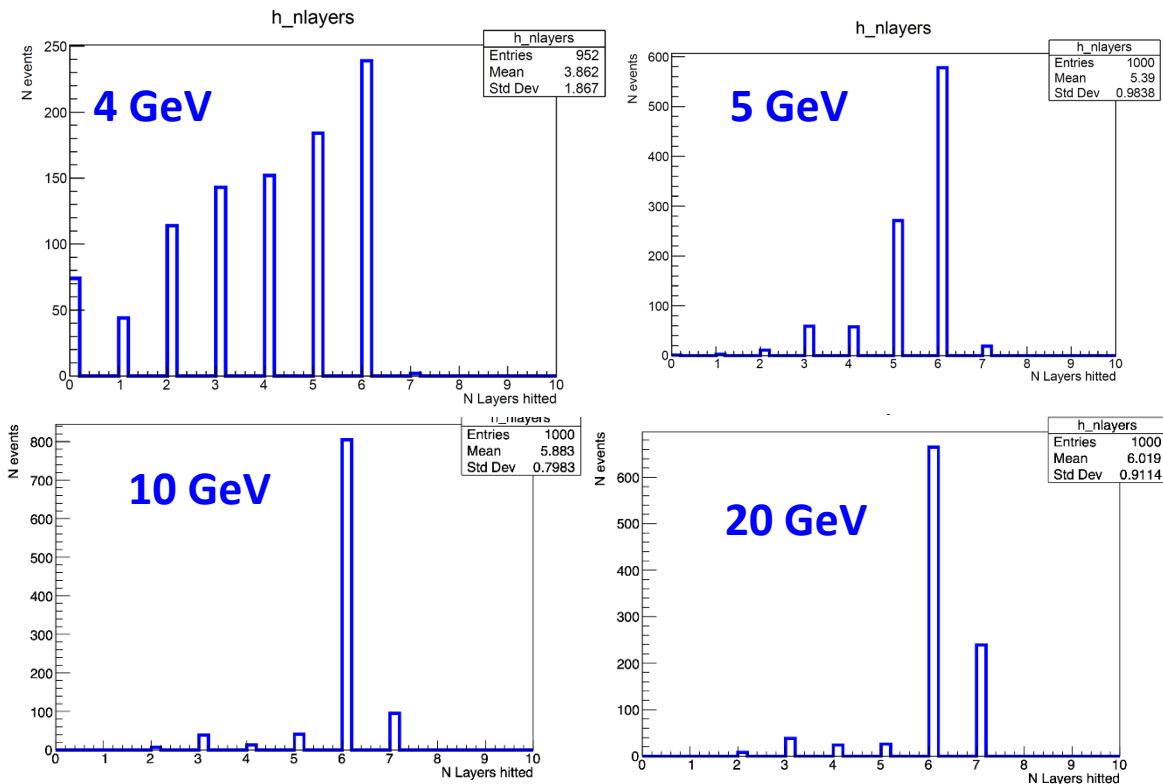 h_nlayers
N events
250
200
150
100
50
0
4 GeV
h_nlayers
Entries 952
Mean 3.862
Std Dev 1.867
0 1 2 3 4 5 6 7 8 9 10
N Layers hitted
h_nlayers
N events
600
500
400
300
200
100
0
5 GeV
h_nlayers
Entries 1000
Mean 5.39
Std Dev 0.9838
0 1 2 3 4 5 6 7 8 9 10
N Layers hitted
N events
800
700
600
500
400
300
200
100
0
10 GeV
h_nlayers
Entries 1000
Mean 5.883
Std Dev 0.7983
0 1 2 3 4 5 6 7 8 9 10
N Layers hitted
N events
600
500
400
300
200
100
0
20 GeV
h_nlayers
Entries 1000
Mean 6.019
Std Dev 0.9114
0 1 2 3 4 5 6 7 8 9 10
N Layers hitted